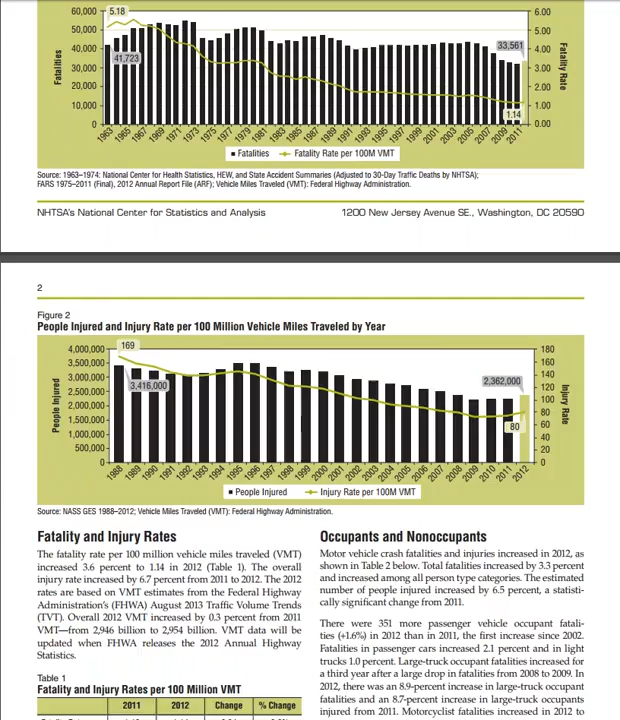 60,000
50,000
40,000
30,000
20,000
10,000
0
Fatalities
5.18
41,723
33,561
1.14
6.00
5.00
4.00
3.00
2.00
1.00
0.00
Fatality Rate
1963 1965 1967 1969 1971 1973 1975 1977 1979 1981 1983 1985 1987 1989 1991 1993 1995 1997 1999 2001 2003 2005 2007 2009 2011
Fatalities Fatality Rate per 100M VMT
Source: 1963–1974: National Center for Health Statistics, HEW, and State Accident Summaries (Adjusted to 30-Day Traffic Deaths by NHTSA);
FARS 1975–2011 (Final), 2012 Annual Report File (ARF); Vehicle Miles Traveled (VMT): Federal Highway Administration.
NHTSA's National Center for Statistics and Analysis 1200 New Jersey Avenue SE., Washington, DC 20590
2
Figure 2
People Injured and Injury Rate per 100 Million Vehicle Miles Traveled by Year
4,000,000
3,500,000
3,000,000
2,500,000
2,000,000
1,500,000
1,000,000
500,000
0
People Injured
169
3,416,000
2,362,000
80
180
160
140
120
100
80
60
40
20
0
Injury Rate
1988 1989 1990 1991 1992 1993 1994 1995 1996 1997 1998 1999 2000 2001 2002 2003 2004 2005 2006 2007 2008 2009 2010 2011 2012
People Injured Injury Rate per 100M VMT
Source: NASS GES 1988–2012; Vehicle Miles Traveled (VMT): Federal Highway Administration.
Fatality and Injury Rates
The fatality rate per 100 million vehicle miles traveled (VMT)
increased 3.6 percent to 1.14 in 2012 (Table 1). The overall
injury rate increased by 6.7 percent from 2011 to 2012. The 2012
rates are based on VMT estimates from the Federal Highway
Administration's (FHWA) August 2013 Traffic Volume Trends
(TVT). Overall 2012 VMT increased by 0.3 percent from 2011
VMT—from 2,946 billion to 2,954 billion. VMT data will be
updated when FHWA releases the 2012 Annual Highway
Statistics.
Table 1
Fatality and Injury Rates per 100 Million VMT
2011 2012 Change % Change
Occupants and Nonoccupants
Motor vehicle crash fatalities and injuries increased in 2012, as
shown in Table 2 below. Total fatalities increased by 3.3 percent
and increased among all person type categories. The estimated
number of people injured increased by 6.5 percent, a statisti-
cally significant change from 2011.
There were 351 more passenger vehicle occupant fatali-
ties (+1.6%) in 2012 than in 2011, the first increase since 2002.
Fatalities in passenger cars increased 2.1 percent and in light
trucks 1.0 percent. Large-truck occupant fatalities increased for
a third year after a large drop in fatalities from 2008 to 2009. In
2012, there was an 8.9-percent increase in large-truck occupant
fatalities and an 8.7-percent increase in large-truck occupants
injured from 2011. Motorcyclist fatalities increased in 2012 to